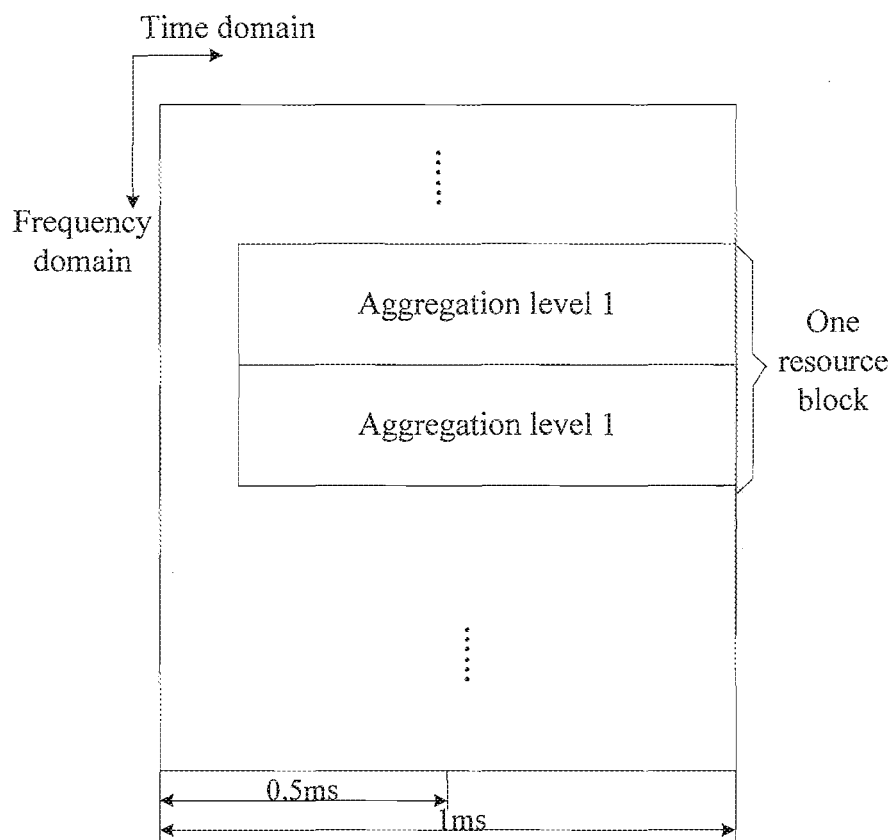 Time domain
Frequency
domain
Aggregation level 1
Aggregation level 1
One
resource
block
0.5ms
1ms